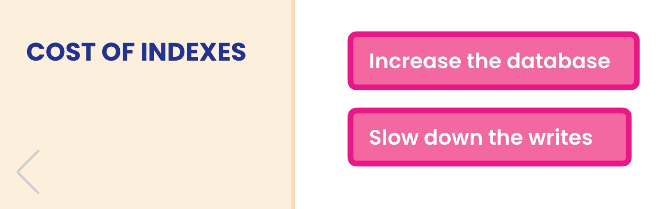 COST OF INDEXES
Increase the database
Slow down the writes